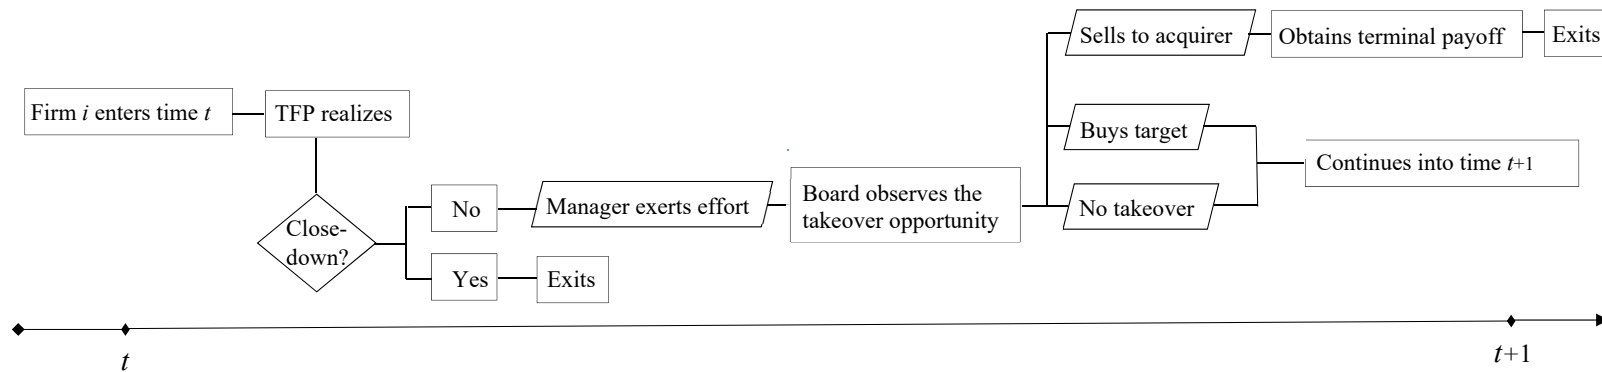 Firm i enters time t
TFP realizes
Close-
down?
No
Yes
Exits
Manager exerts effort
Board observes the
takeover opportunity
Sells to acquirer
Obtains terminal payoff
Exits
Buys target
No takeover
Continues into time t+1
t
t+1